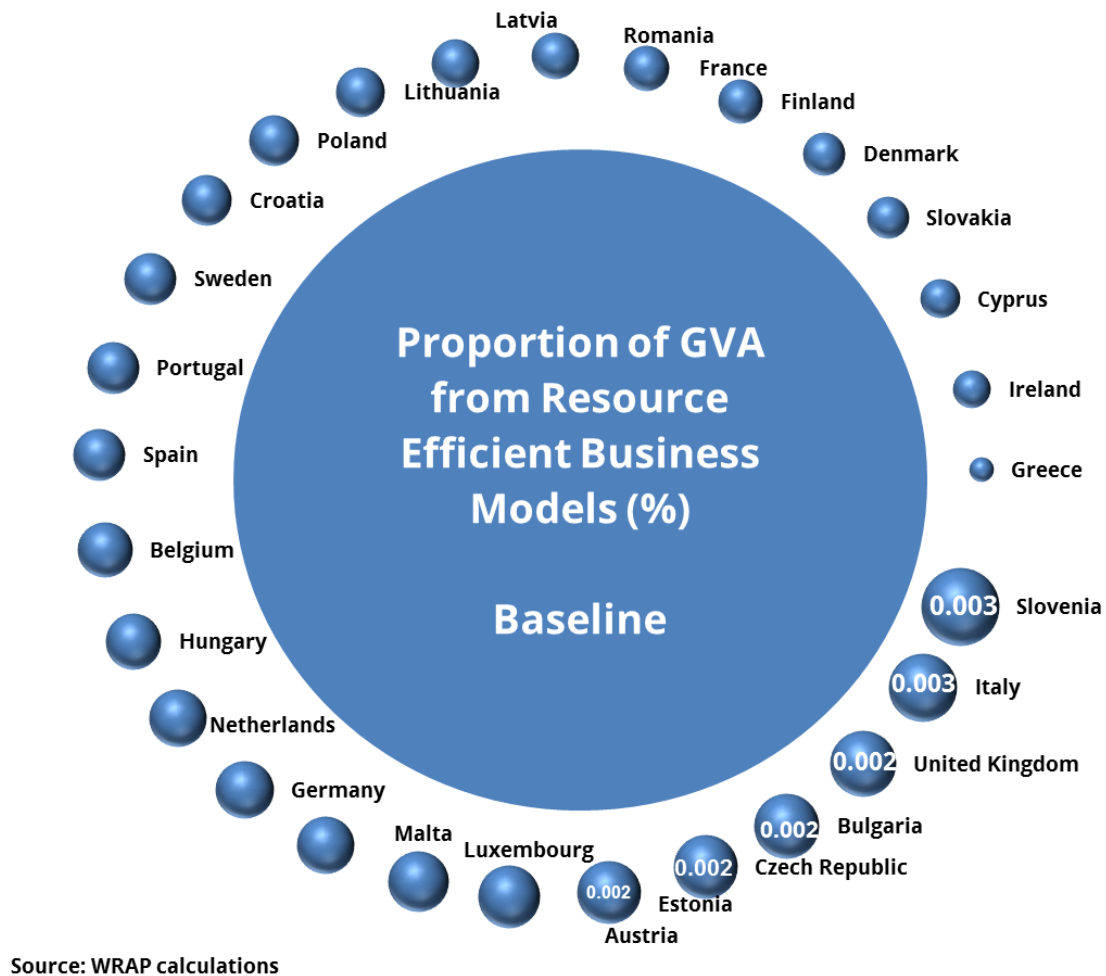 Latvia
Romania
France
Lithuania
Finland
Poland
Denmark
Croatia
Slovakia
Sweden
Cyprus
Proportion of GVA
from Resource
Efficient Business
Models (%)
Baseline
Portugal
Ireland
Spain
Greece
Belgium
0.003 Slovenia
Hungary
0.003 Italy
Netherlands
0.002 United Kingdom
Germany
0.002 Bulgaria
Malta
Luxembourg
0.002 Czech Republic
0.002 Estonia
Austria
Source: WRAP calculations